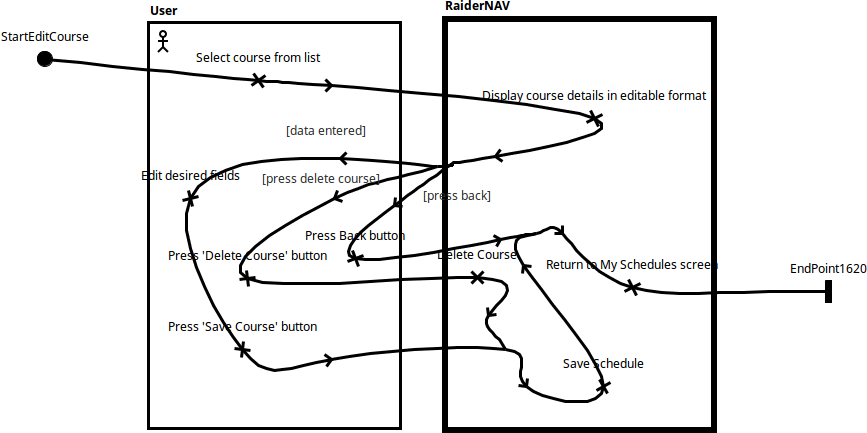 User
RaiderNAV
StartEditCourse
Select course from list
Display course details in editable format
[data entered]
Edit desired fields
[press delete course]
[press back]
Press Back button
Press 'Delete Course' button
Delete Course
Return to My Schedules screen
EndPoint1620
Press 'Save Course' button
Save Schedule